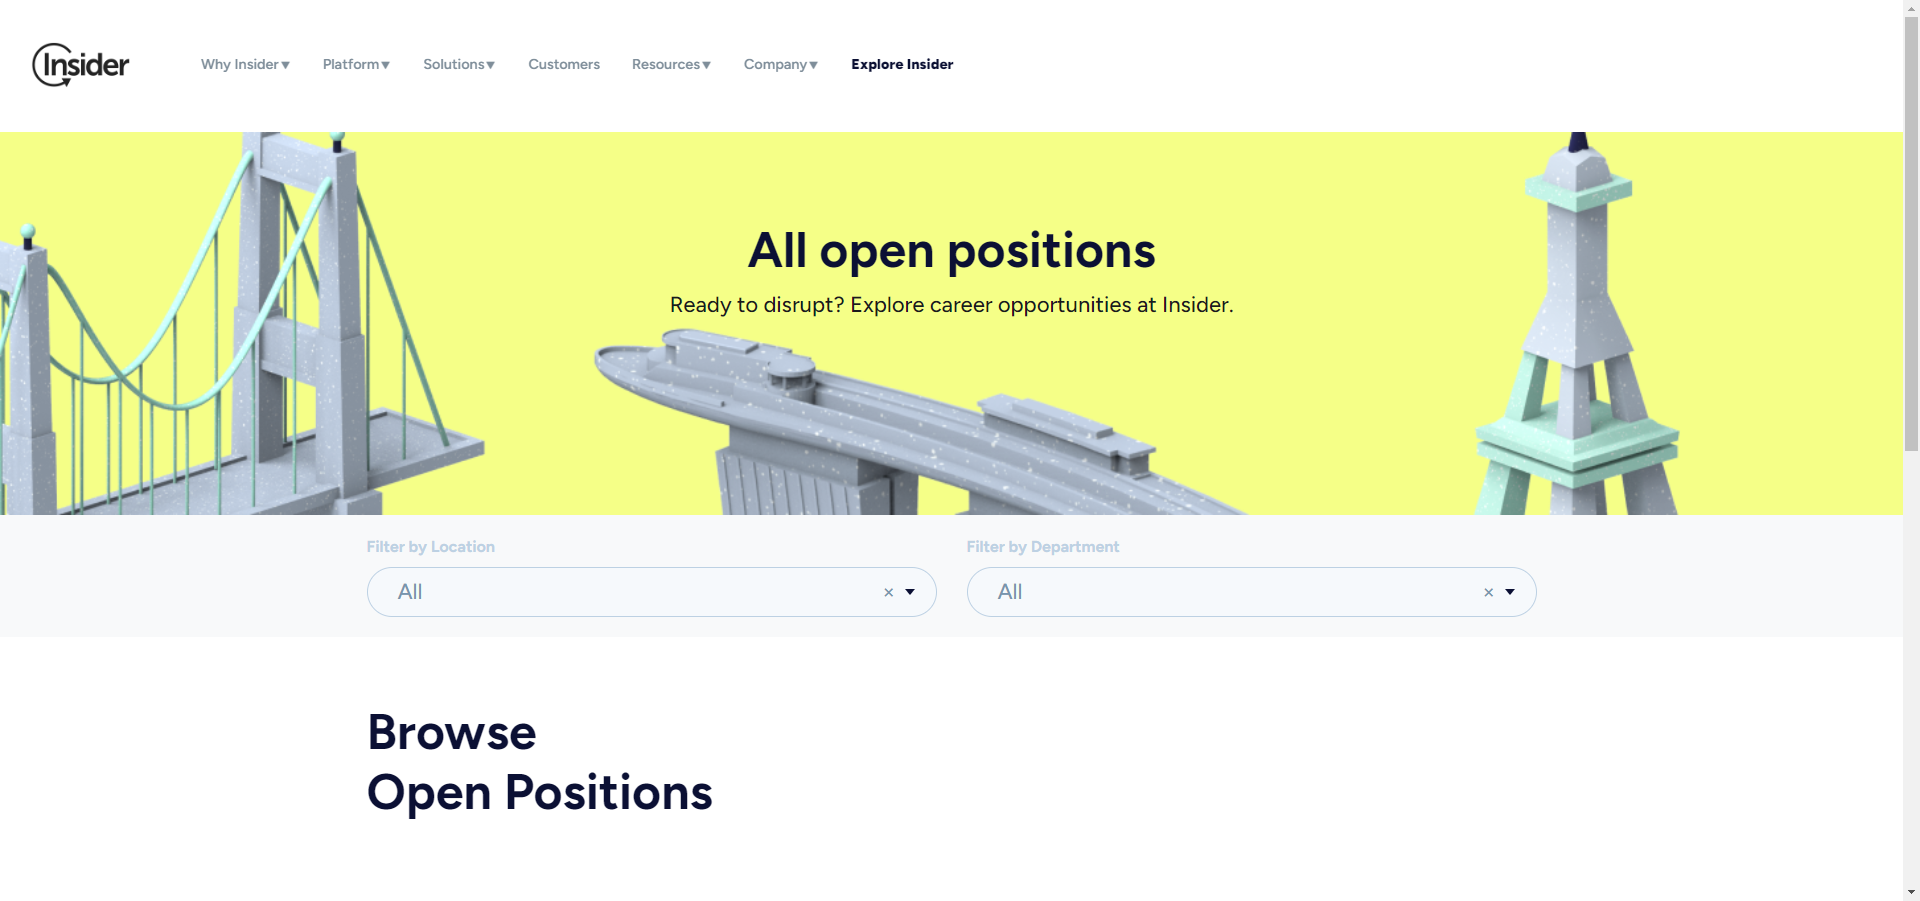 Insider
Why Insider▼
Platform▼
Solutions▼
Customers
Resources▼
Company▼
Explore Insider
All open positions
Ready to disrupt? Explore career opportunities at Insider.
Filter by Location
All × ▼
Filter by Department
All × ▼
Browse
Open Positions